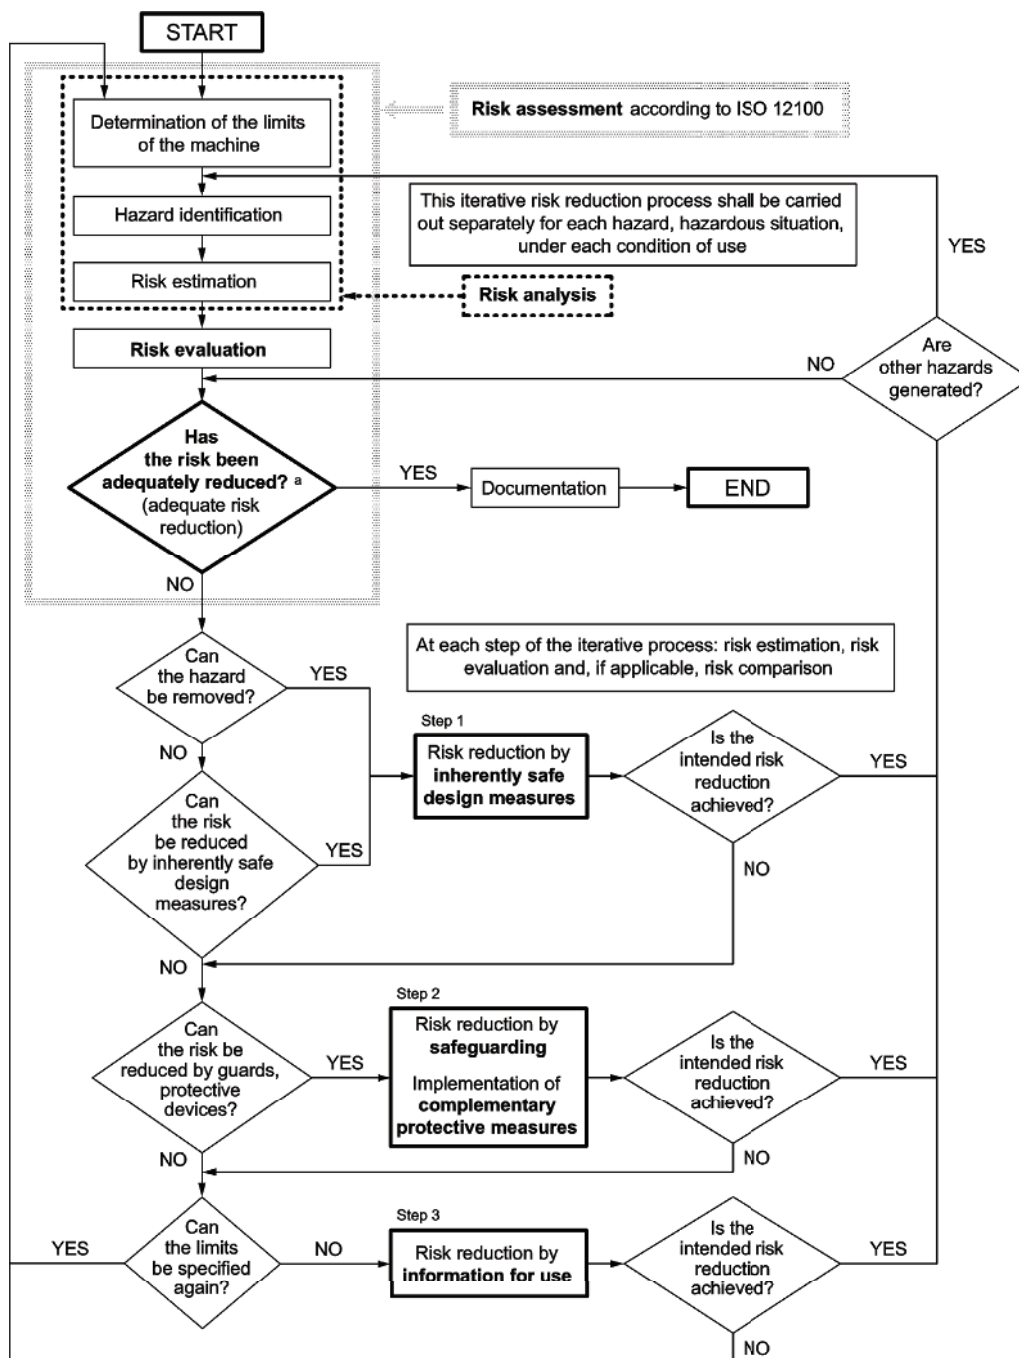 START
Risk assessment according to ISO 12100
Determination of the limits
of the machine
This iterative risk reduction process shall be carried
out separately for each hazard, hazardous situation,
under each condition of use
YES
Hazard identification
Risk estimation
Risk analysis
Risk evaluation
Are
other hazards
generated?
NO
Has
the risk been
adequately reduced? a
(adequate risk
reduction)
YES
Documentation
END
NO
At each step of the iterative process: risk estimation, risk
evaluation and, if applicable, risk comparison
Can
the hazard
be removed?
YES
NO
Step 1
Risk reduction by
inherently safe
design measures
Is the
intended risk
reduction
achieved?
YES
NO
Can
the risk
be reduced
by inherently safe
design
measures?
YES
NO
Step 2
Can
the risk be
reduced by guards,
protective
devices?
YES
Risk reduction by
safeguarding
Implementation of
complementary
protective measures
Is the
intended risk
reduction
achieved?
YES
NO
NO
Step 3
YES
Can
the limits
be specified
again?
NO
Risk reduction by
information for use
Is the
intended risk
reduction
achieved?
YES
NO